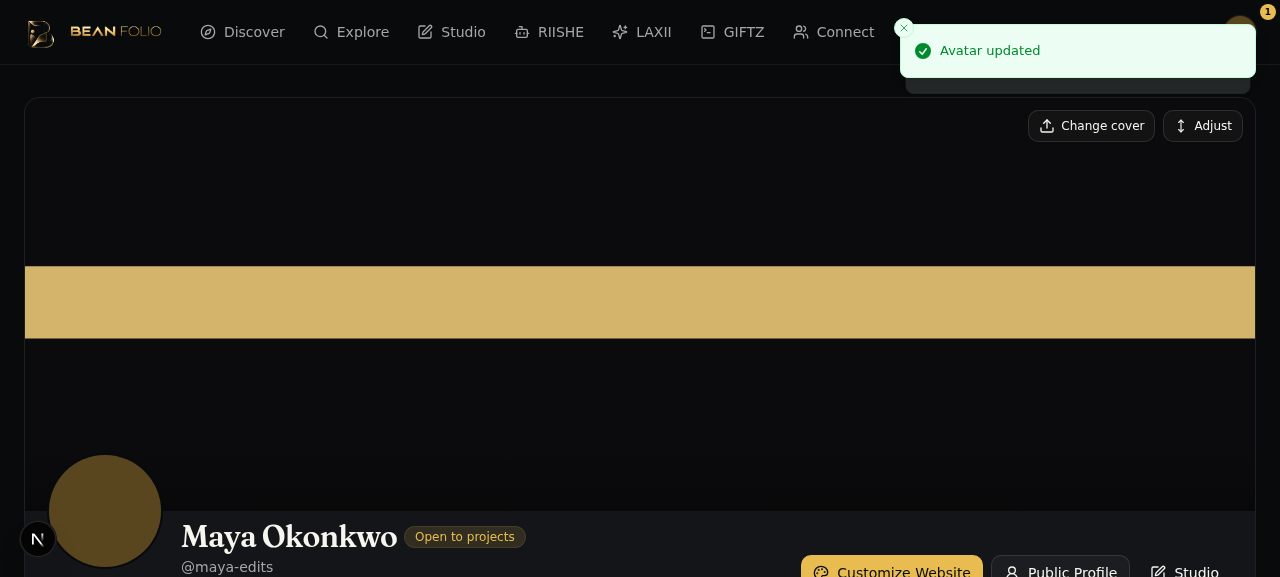 BEAN FOLIO
Discover
Explore
Studio
RIISHE
LAXII
GIFTZ
Connect
1
Avatar updated
Change cover
Adjust
N
Maya Okonkwo
Open to projects
@maya-edits
Customize Website
Public Profile
Studio